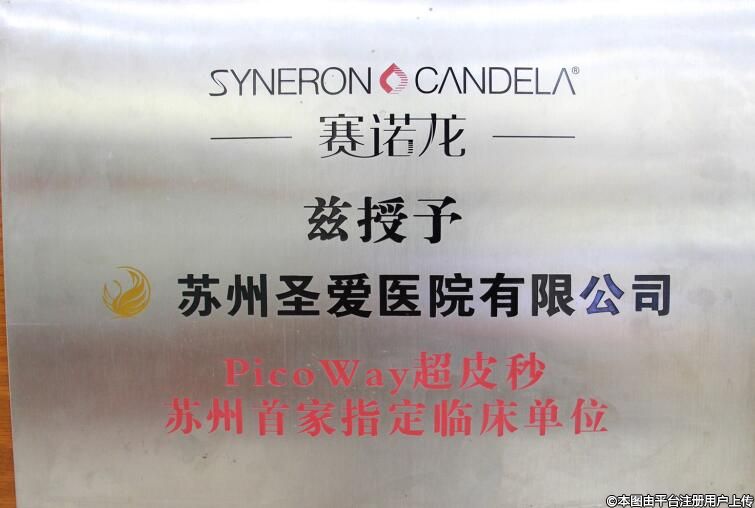 SYNERON CANDELA®
赛诺龙
兹授予
苏州圣爱医院有限公司
PicoWay超皮秒
苏州首家指定临床单位
©本图由平台注册用户上传